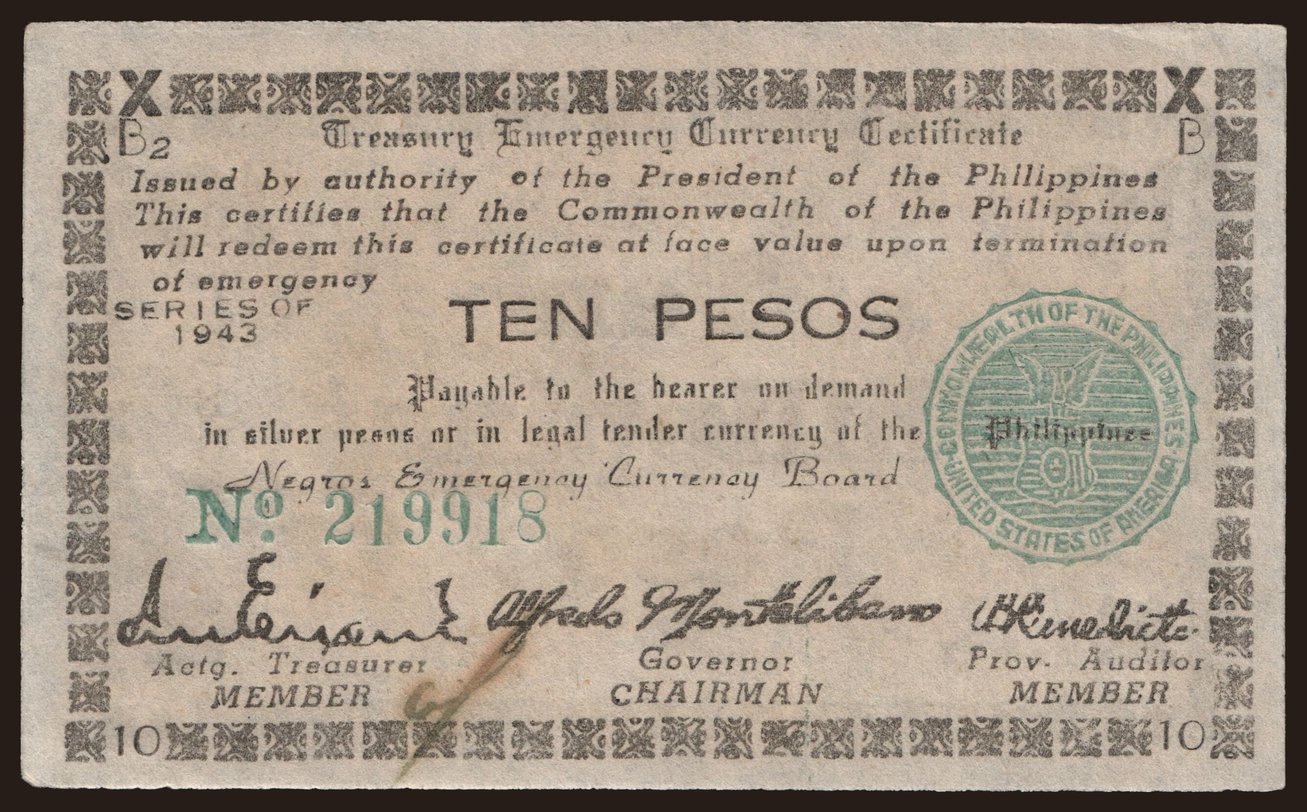 X X
B2 Treasury Emergency Currency Cectificate B
Issued by authority of the President of the Philippines
This certifies that the Commonwealth of the Philippines
will redeem this certificate at face value upon termination
of emergency
SERIES OF
1943
TEN PESOS
COMMONWEALTH OF THE PHILIPPINES
UNITED STATES OF AMERICA
Payable to the bearer on demand
in silver pesos or in legal tender currency of the Philippines
Negros Emergency Currency Board
No. 219918
Alfredo Montelibano
Actg. Treasurer Governor Prov. Auditor
MEMBER CHAIRMAN MEMBER
10 10